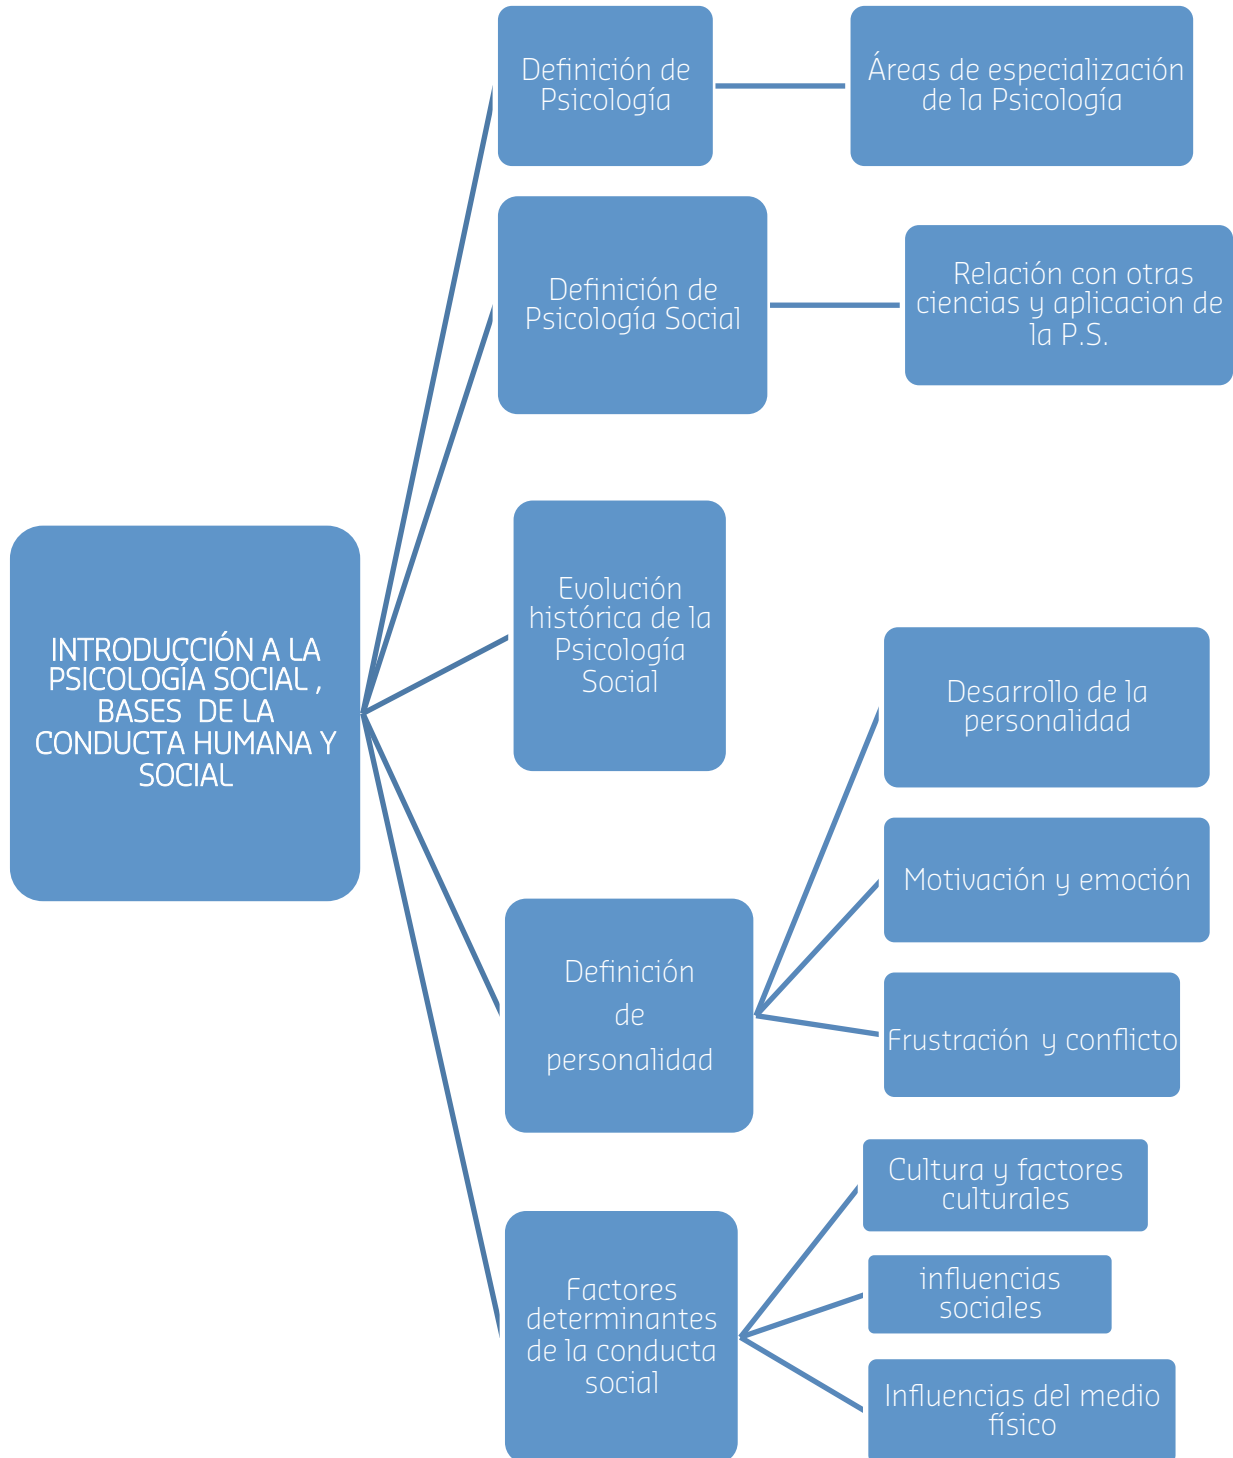 Definición de
Psicología
Áreas de especialización
de la Psicología
Definición de
Psicología Social
Relación con otras
ciencias y aplicacion de
la P.S.
Evolución
histórica de la
Psicología
Social
INTRODUCCIÓN A LA
PSICOLOGÍA SOCIAL ,
BASES DE LA
CONDUCTA HUMANA Y
SOCIAL
Desarrollo de la
personalidad
Motivación y emoción
Definición
de
personalidad
Frustración y conflicto
Cultura y factores
culturales
influencias
sociales
Factores
determinantes
de la conducta
social
Influencias del medio
físico